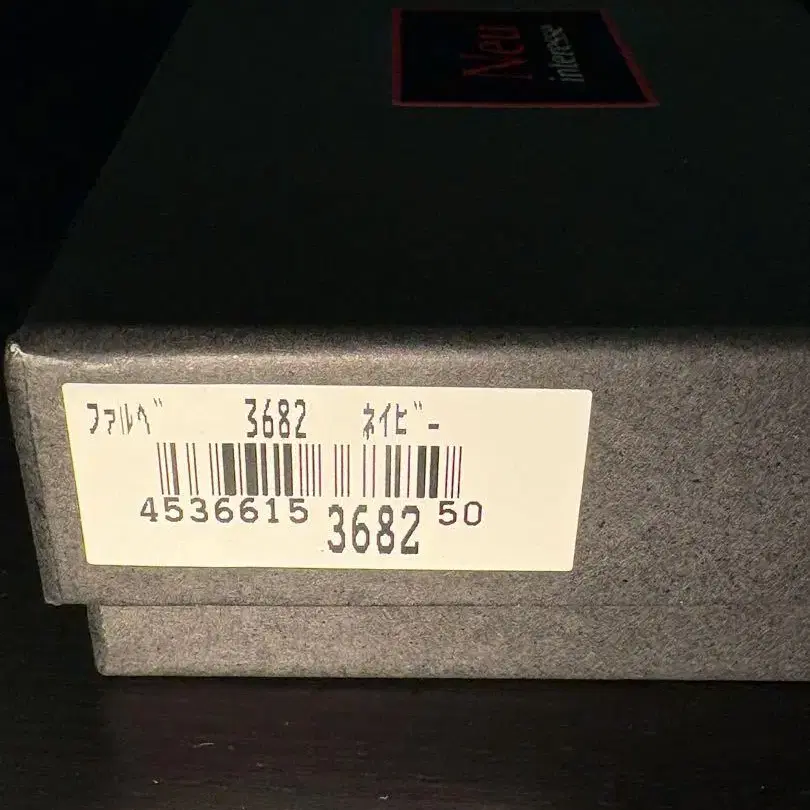 Neu
interesse
ﾌｧﾙﾍﾞ 3682 ﾈｲﾋﾞｰ
4536615 3682 50